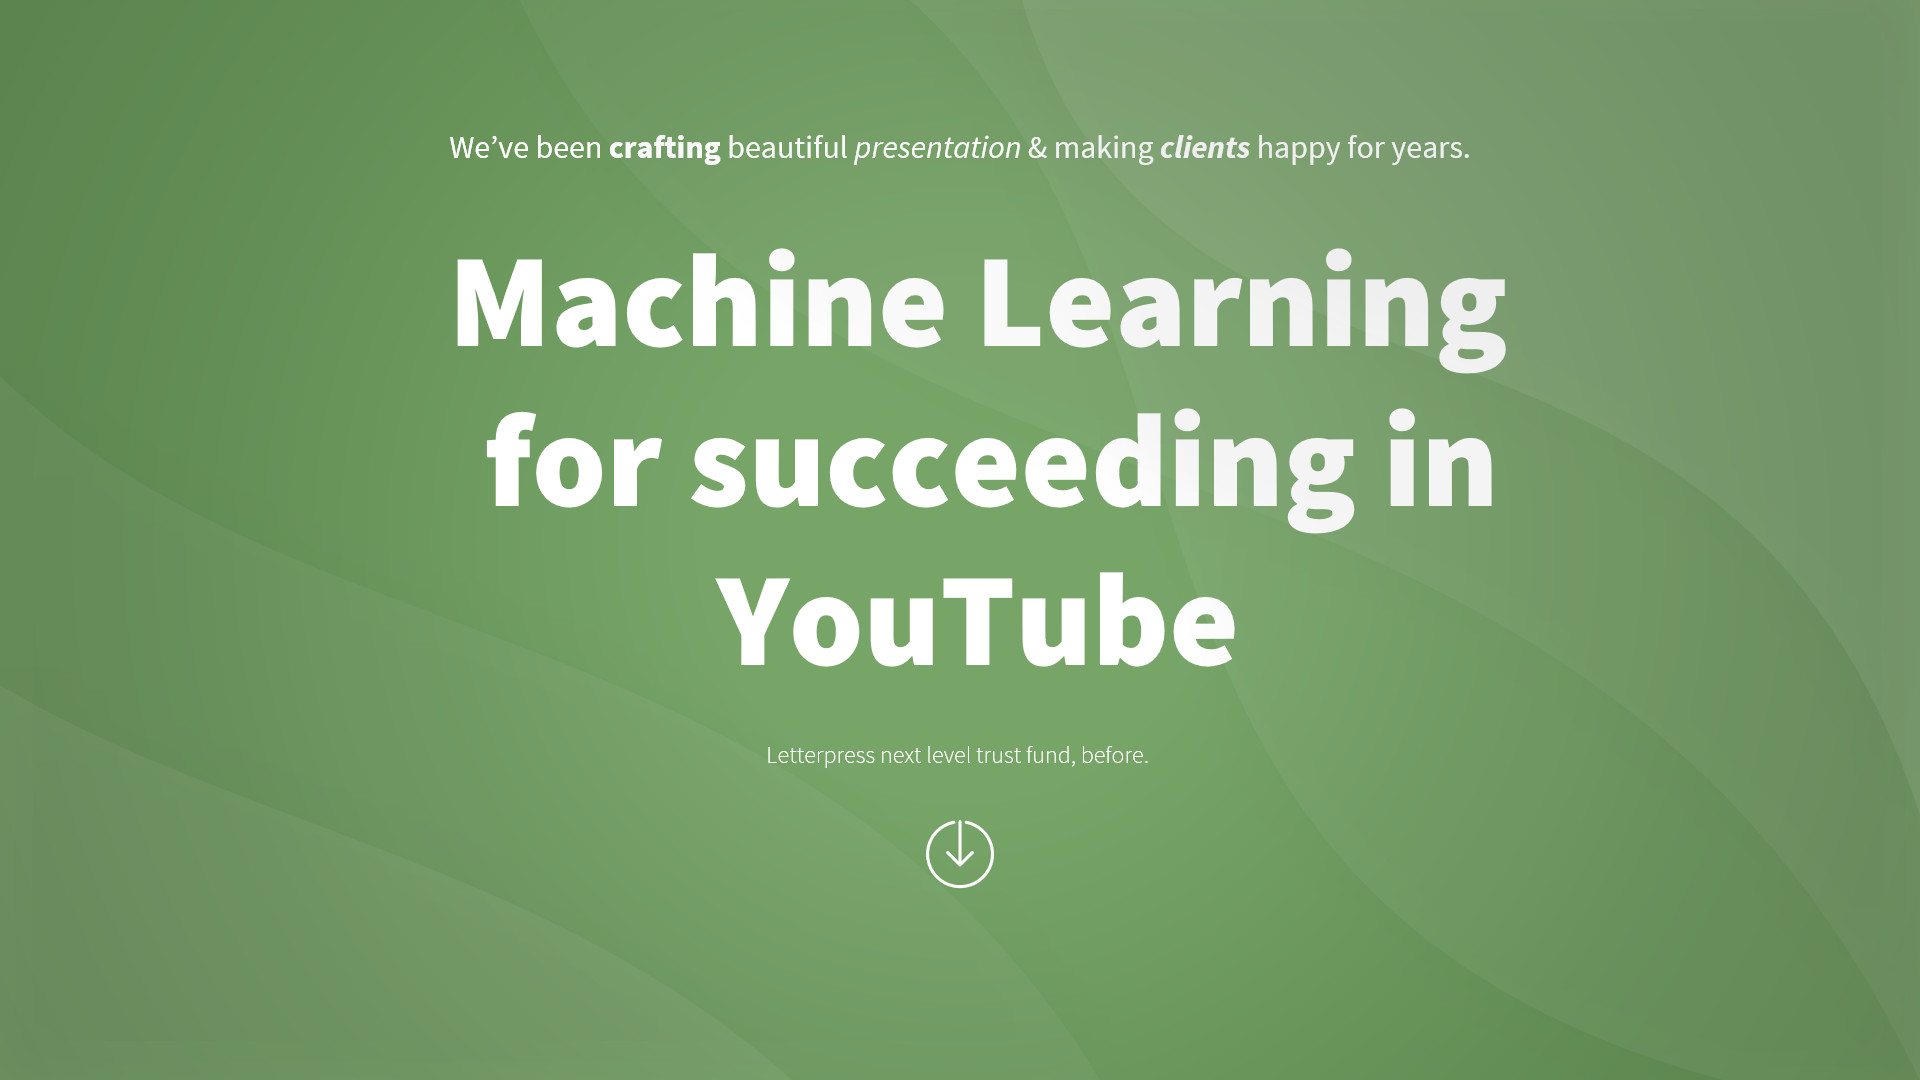 We’ve been crafting beautiful presentation & making clients happy for years.
Machine Learning
for succeeding in
YouTube
Letterpress next level trust fund, before.